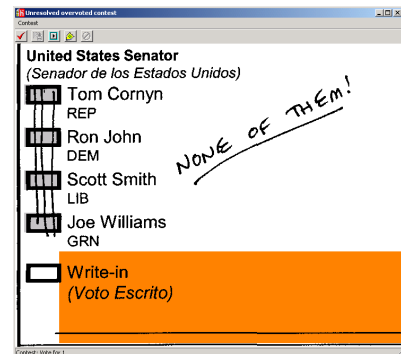 Unresolved overvoted contest
Contest
United States Senator
(Senador de los Estados Unidos)
Tom Cornyn
REP
NONE OF THEM!
Ron John
DEM
Scott Smith
LIB
Joe Williams
GRN
Write-in
(Voto Escrito)
Contest: Vote for 1